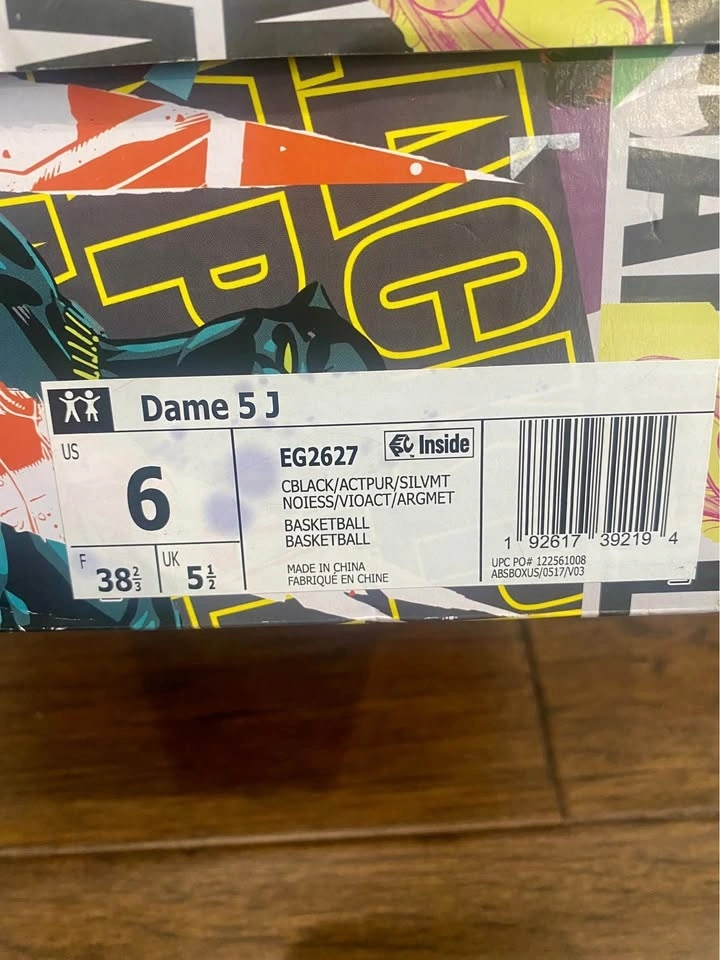 Dame 5 J
US
6
F 38⅔
UK 5½
EG2627
Inside
CBLACK/ACTPUR/SILVMT
NOIESS/VIOACT/ARGMET
BASKETBALL
BASKETBALL
MADE IN CHINA
FABRIQUÉ EN CHINE
1 92617 39219 4
UPC PO# 122561008
ABSBOXUS/0517/V03